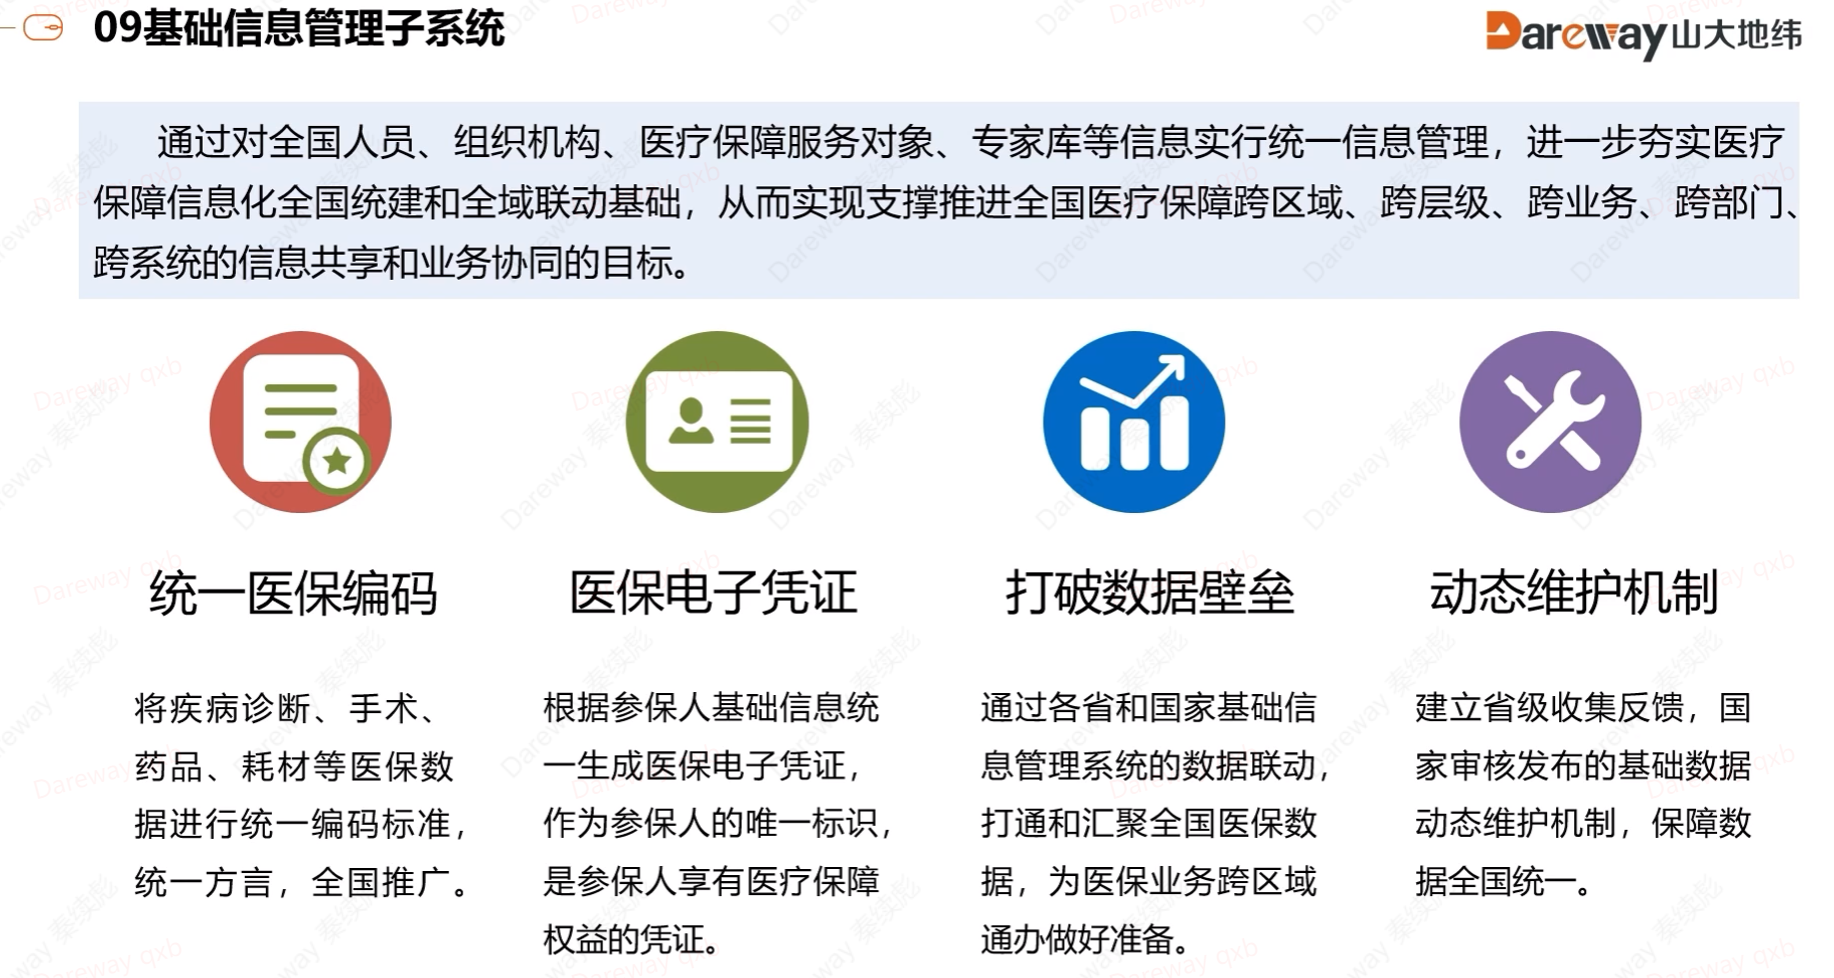 09基础信息管理子系统
Dareway山大地纬
通过对全国人员、组织机构、医疗保障服务对象、专家库等信息实行统一信息管理，进一步夯实医疗
保障信息化全国统建和全域联动基础，从而实现支撑推进全国医疗保障跨区域、跨层级、跨业务、跨部门、
跨系统的信息共享和业务协同的目标。
统一医保编码
将疾病诊断、手术、
药品、耗材等医保数
据进行统一编码标准，
统一方言，全国推广。
医保电子凭证
根据参保人基础信息统
一生成医保电子凭证，
作为参保人的唯一标识，
是参保人享有医疗保障
权益的凭证。
打破数据壁垒
通过各省和国家基础信
息管理系统的数据联动，
打通和汇聚全国医保数
据，为医保业务跨区域
通办做好准备。
动态维护机制
建立省级收集反馈，国
家审核发布的基础数据
动态维护机制，保障数
据全国统一。
Dareway qxb
Dareway 秦续彪